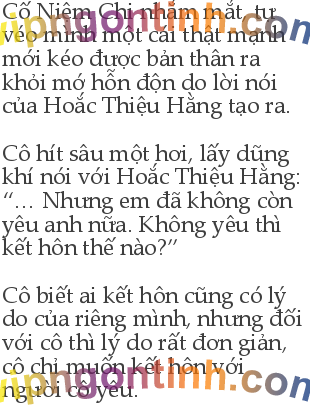 Cố Niệm Chi nhắm mắt, tự
véo mình một cái thật mạnh
mới kéo được bản thân ra
khỏi mớ hỗn độn do lời nói
của Hoắc Thiệu Hằng tạo ra.
Cô hít sâu một hơi, lấy dũng
khí nói với Hoắc Thiệu Hằng:
“… Nhưng em đã không còn
yêu anh nữa. Không yêu thì
kết hôn thế nào?”
Cô biết ai kết hôn cũng có lý
do của riêng mình, nhưng đối
với cô thì lý do rất đơn giản,
cô chỉ muốn kết hôn với
người cô yêu.